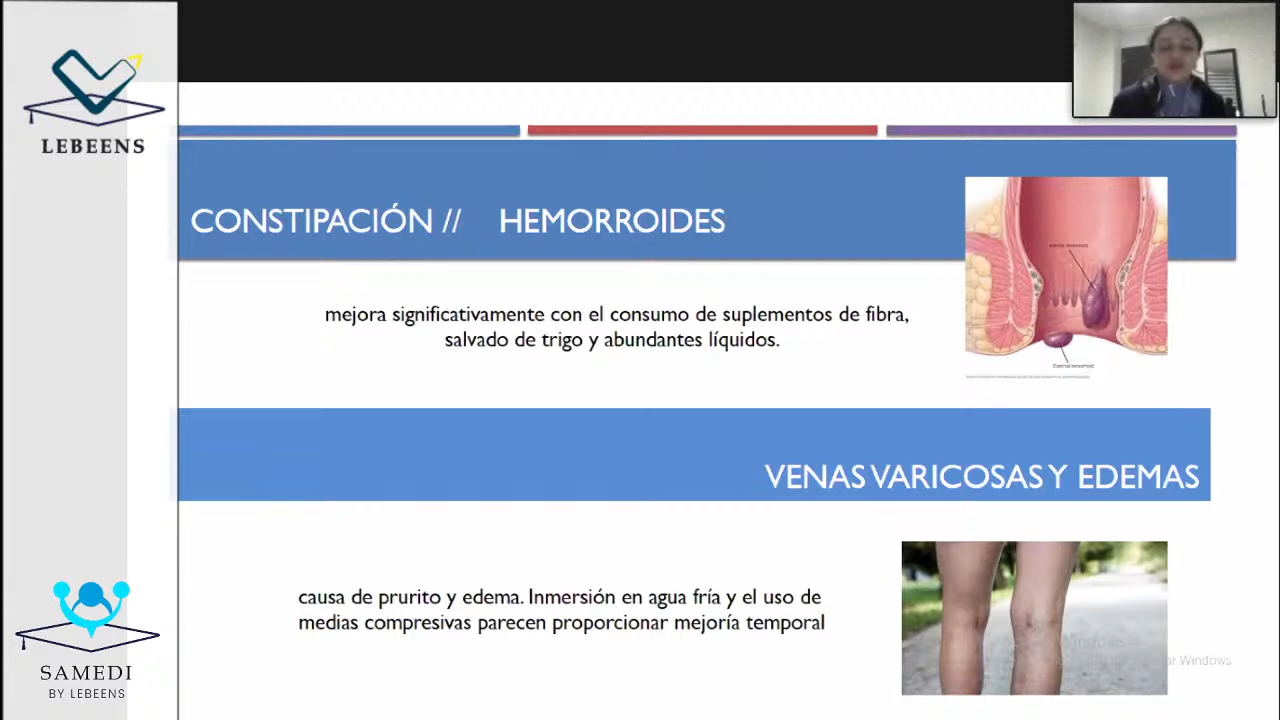 LEBEENS
CONSTIPACIÓN // HEMORROIDES
mejora significativamente con el consumo de suplementos de fibra,
salvado de trigo y abundantes líquidos.
VENAS VARICOSAS Y EDEMAS
causa de prurito y edema. Inmersión en agua fría y el uso de
medias compresivas parecen proporcionar mejoría temporal
Windows
SAMEDI
BY LEBEENS